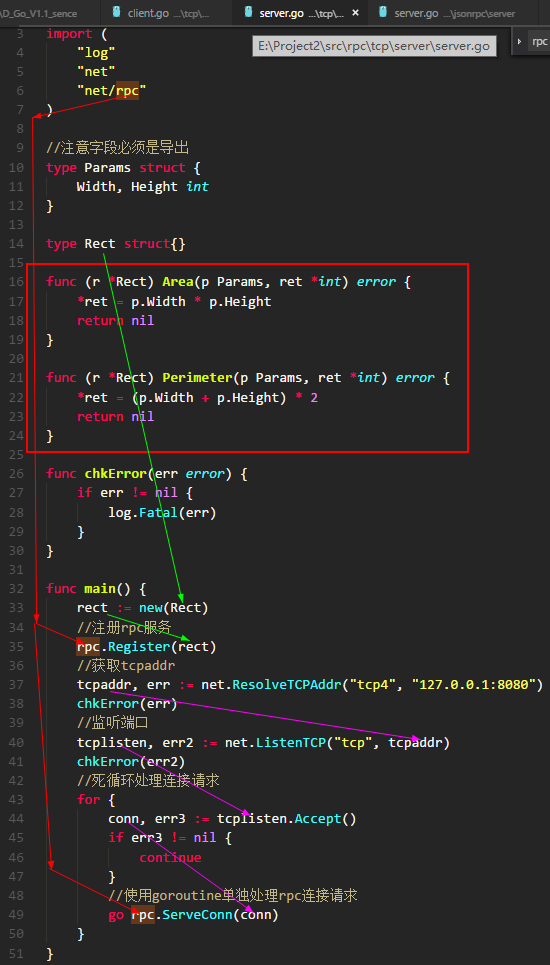 \D_Go_V1.1_sence client.go ...\tcp\... server.go ...\tcp\... × server.go ...\jsonrpc\server
E:\Project2\src\rpc\tcp\server\server.go
rpc
3 import (
4 "log"
5 "net"
6 "net/rpc"
7 )
8
9 //注意字段必须是导出
10 type Params struct {
11 Width, Height int
12 }
13
14 type Rect struct{}
15
16 func (r *Rect) Area(p Params, ret *int) error {
17 *ret = p.Width * p.Height
18 return nil
19 }
20
21 func (r *Rect) Perimeter(p Params, ret *int) error {
22 *ret = (p.Width + p.Height) * 2
23 return nil
24 }
25
26 func chkError(err error) {
27 if err != nil {
28 log.Fatal(err)
29 }
30 }
31
32 func main() {
33 rect := new(Rect)
34 //注册rpc服务
35 rpc.Register(rect)
36 //获取tcpaddr
37 tcpaddr, err := net.ResolveTCPAddr("tcp4", "127.0.0.1:8080")
38 chkError(err)
39 //监听端口
40 tcplisten, err2 := net.ListenTCP("tcp", tcpaddr)
41 chkError(err2)
42 //死循环处理连接请求
43 for {
44 conn, err3 := tcplisten.Accept()
45 if err3 != nil {
46 continue
47 }
48 //使用goroutine单独处理rpc连接请求
49 go rpc.ServeConn(conn)
50 }
51 }